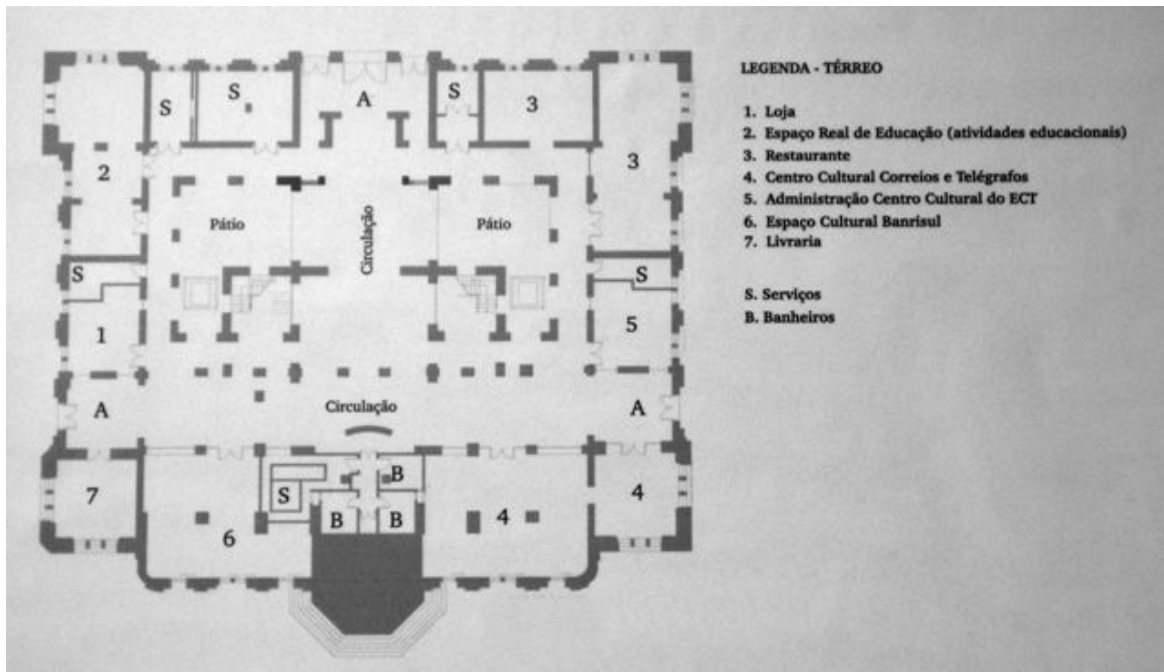 LEGENDA - TÉRREO
1. Loja
2. Espaço Real de Educação (atividades educacionais)
3. Restaurante
4. Centro Cultural Correios e Telégrafos
5. Administração Centro Cultural do ECT
6. Espaço Cultural Banrisul
7. Livraria
S. Serviços
B. Banheiros
S
S
A
S
3
2
3
Pátio
Circulação
Pátio
S
S
1
5
A
Circulação
A
7
S
B
B
B
6
4
4